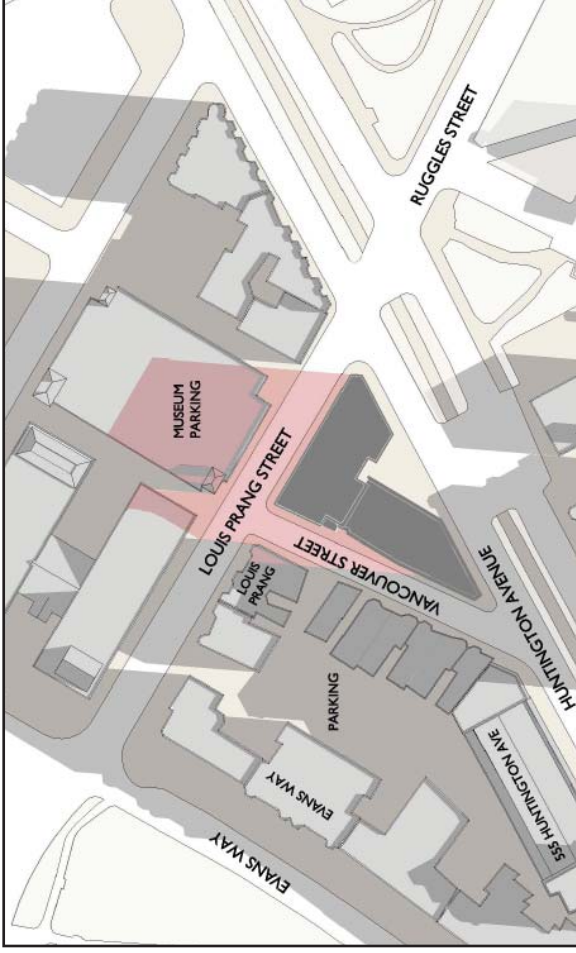 RUGGLES STREET
MUSEUM
PARKING
LOUIS PRANG STREET
LOUIS
PRANG
VANCOUVER STREET
HUNTINGTON AVENUE
PARKING
555 HUNTINGTON AVE
EVANS WAY
EVANS WAY